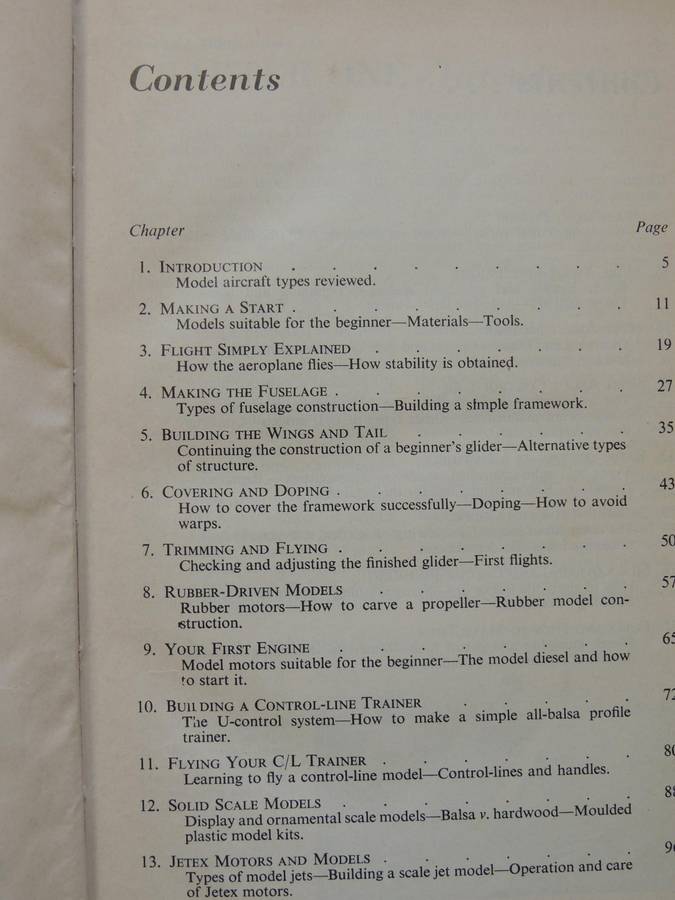 Contents
Chapter Page
1. INTRODUCTION . . . . . . . . . 5
Model aircraft types reviewed.
2. MAKING A START . . . . . . . . . 11
Models suitable for the beginner—Materials—Tools.
3. FLIGHT SIMPLY EXPLAINED . . . . . . . 19
How the aeroplane flies—How stability is obtained.
4. MAKING THE FUSELAGE . . . . . . . . 27
Types of fuselage construction—Building a simple framework.
5. BUILDING THE WINGS AND TAIL . . . . . . 35
Continuing the construction of a beginner's glider—Alternative types
of structure.
6. COVERING AND DOPING . . . . . . . . 43
How to cover the framework successfully—Doping—How to avoid
warps.
7. TRIMMING AND FLYING . . . . . . . . 50
Checking and adjusting the finished glider—First flights.
8. RUBBER-DRIVEN MODELS . . . . . . . 57
Rubber motors—How to carve a propeller—Rubber model con-
struction.
9. YOUR FIRST ENGINE . . . . . . . . 65
Model motors suitable for the beginner—The model diesel and how
to start it.
10. BUILDING A CONTROL-LINE TRAINER . . . . . 72
The U-control system—How to make a simple all-balsa profile
trainer.
11. FLYING YOUR C/L TRAINER . . . . . . . 80
Learning to fly a control-line model—Control-lines and handles.
12. SOLID SCALE MODELS . . . . . . . . 88
Display and ornamental scale models—Balsa v. hardwood—Moulded
plastic model kits.
13. JETEX MOTORS AND MODELS . . . . . . . 96
Types of model jets—Building a scale jet model—Operation and care
of Jetex motors.